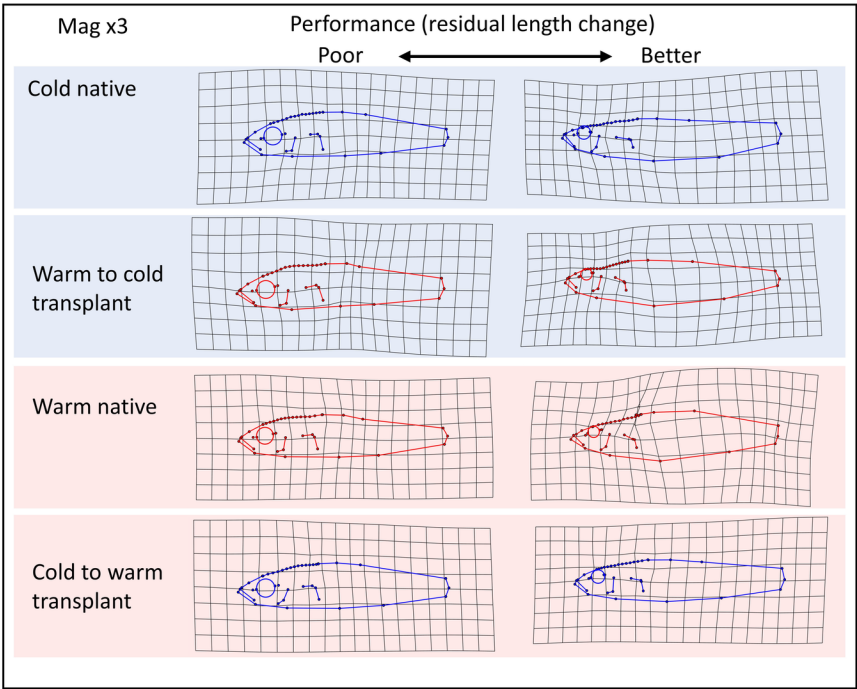 Mag x3
Performance (residual length change)
Poor
Better
Cold native
Warm to cold
transplant
Warm native
Cold to warm
transplant